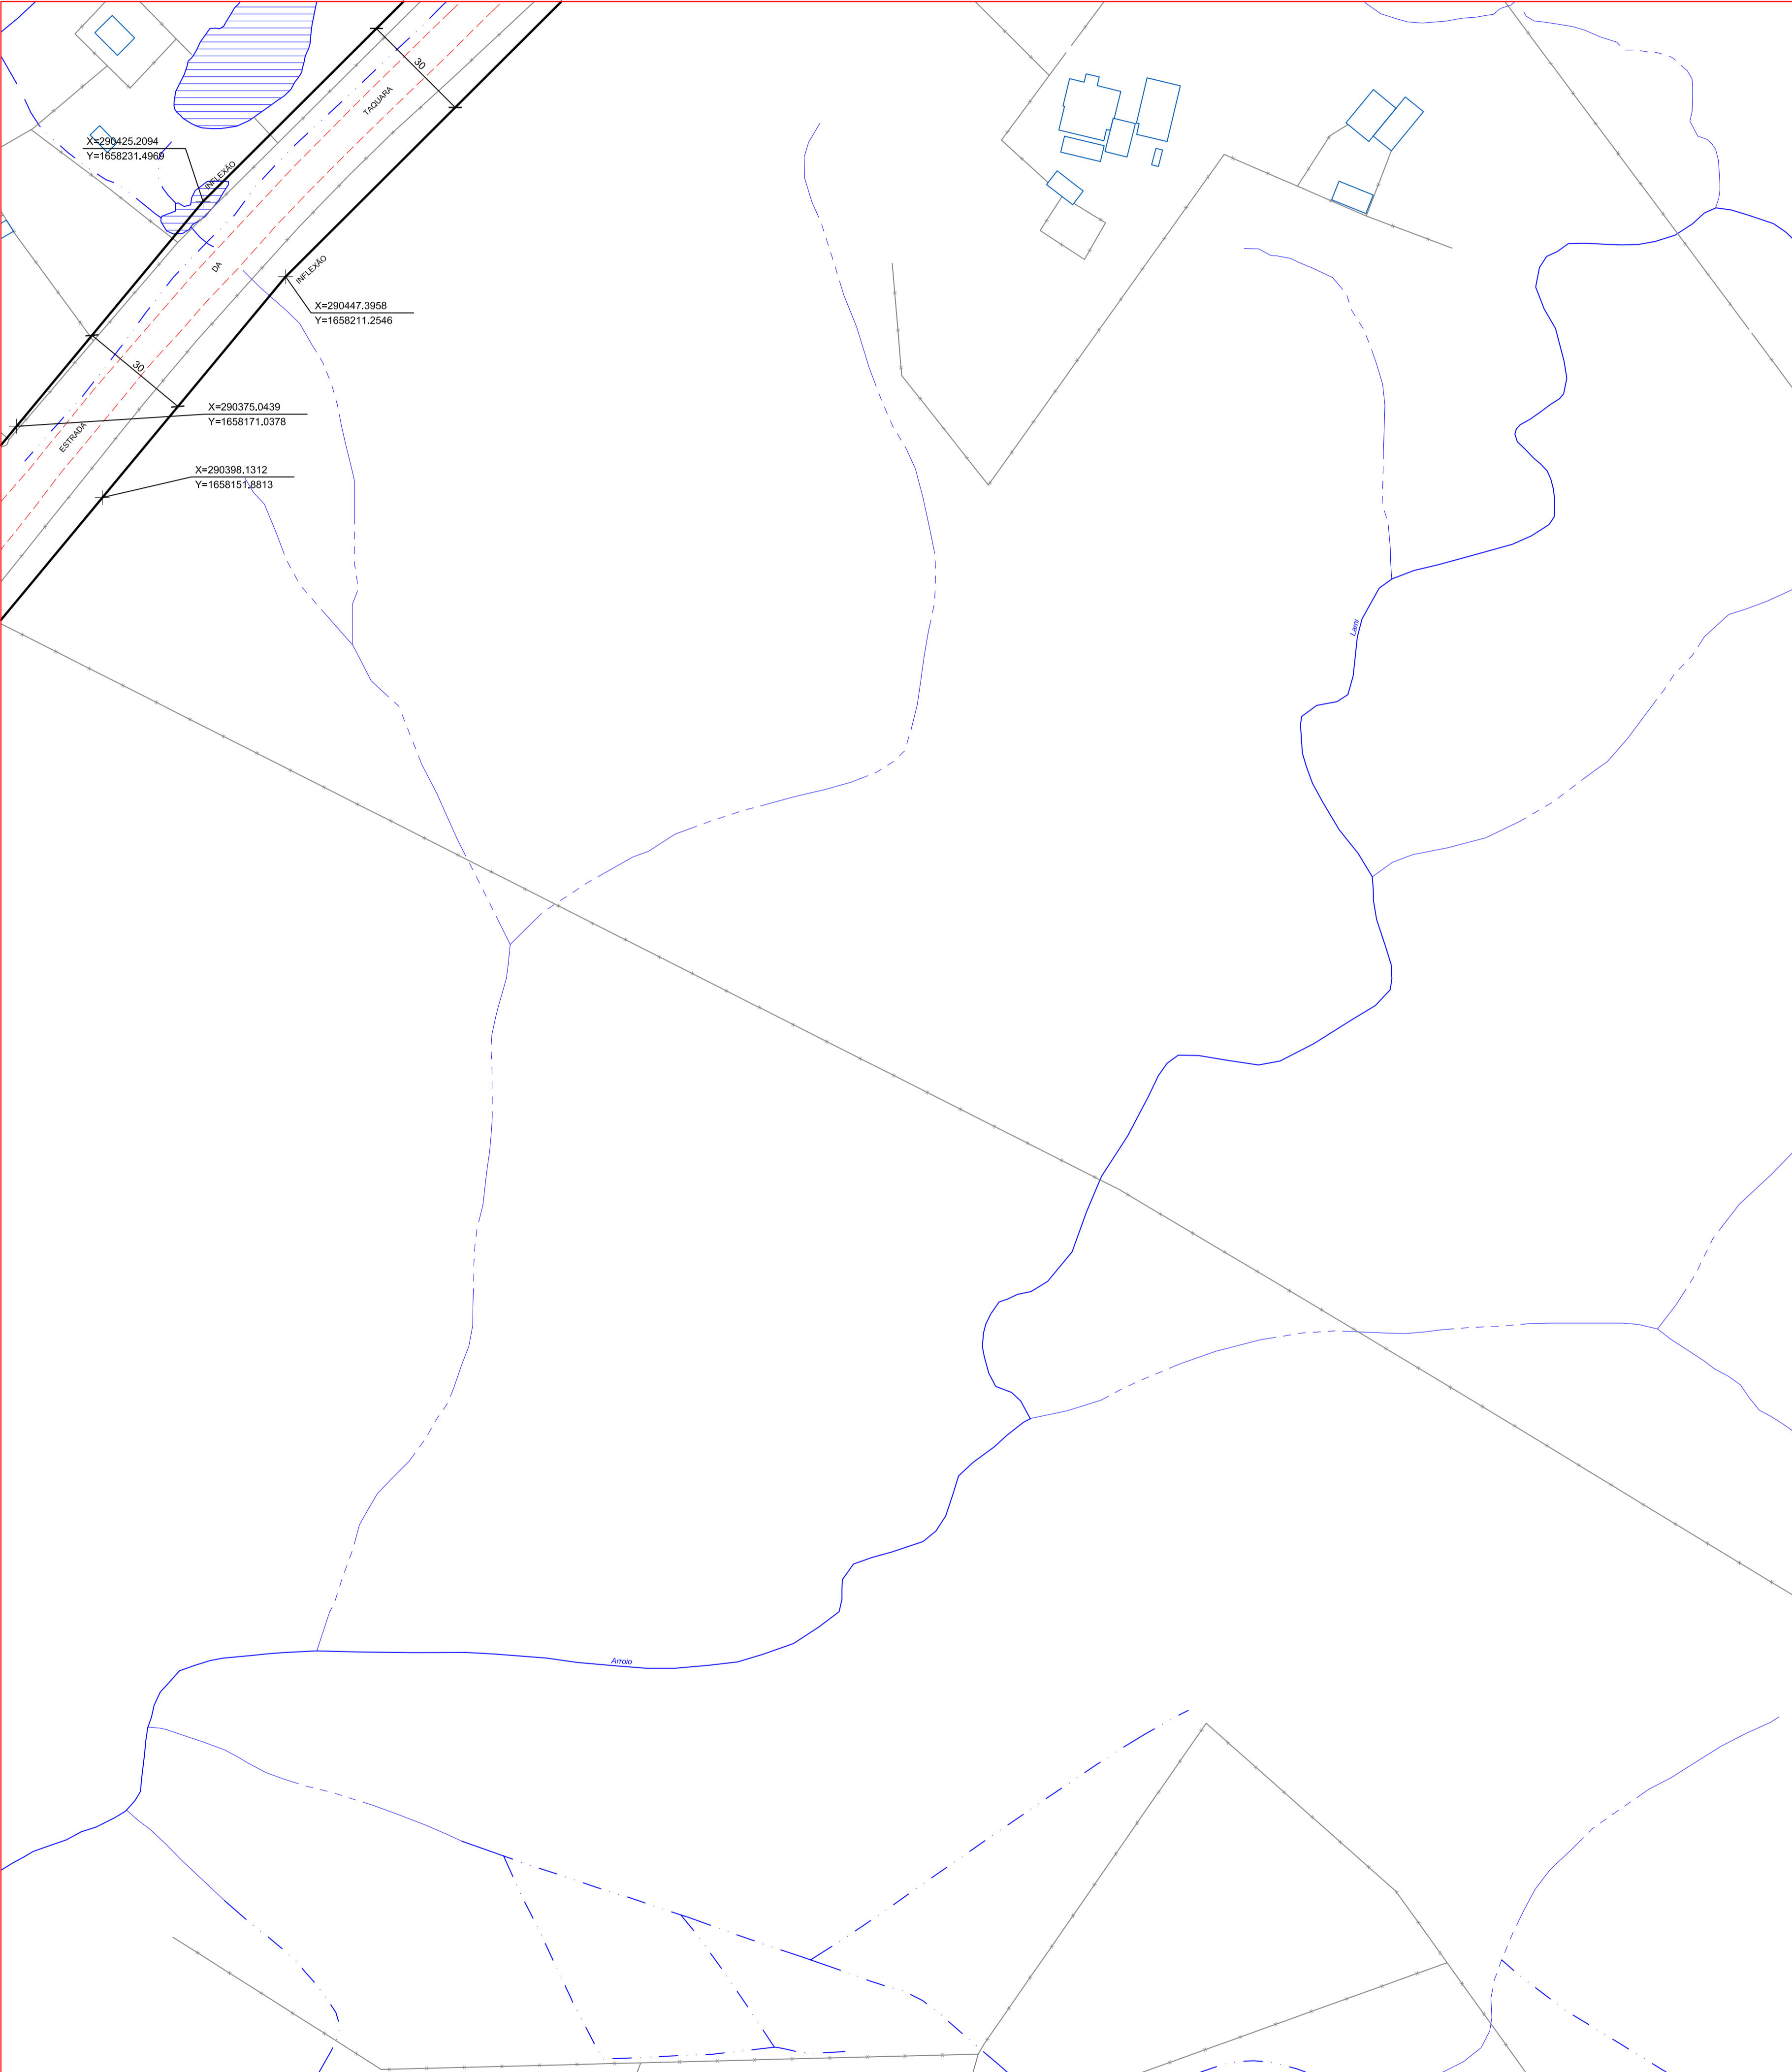 30
TAQUARA
X=290425.2094
Y=1658231.4969
INFLEXÃO
DA
INFLEXÃO
X=290447.3958
Y=1658211.2546
30
X=290375.0439
Y=1658171.0378
ESTRADA
X=290398.1312
Y=1658151.8813
Lami
Arroio